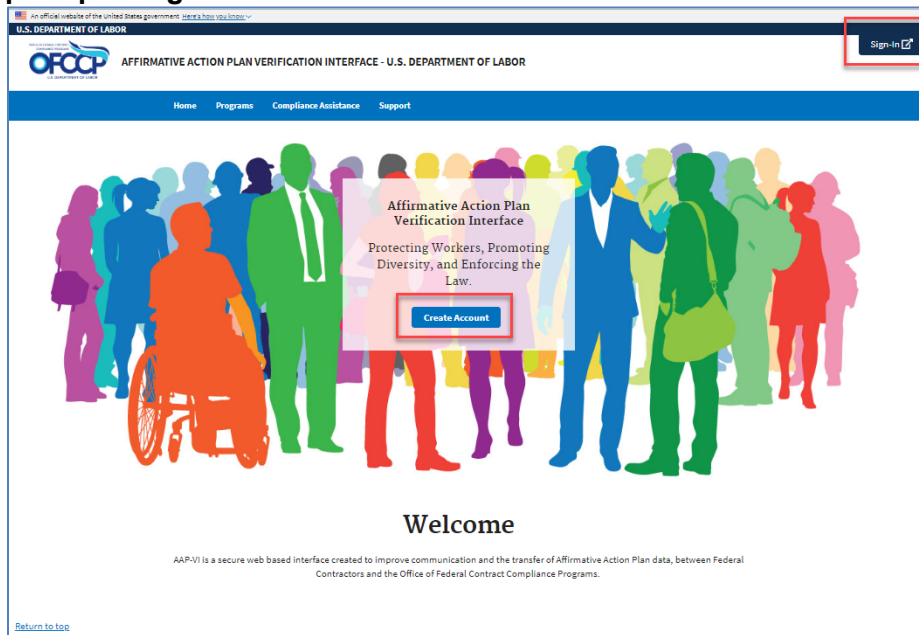 An official website of the United States government Here's how you know
U.S. DEPARTMENT OF LABOR
Sign-In
OFCCP
U.S. DEPARTMENT OF LABOR
AFFIRMATIVE ACTION PLAN VERIFICATION INTERFACE - U.S. DEPARTMENT OF LABOR
Home Programs Compliance Assistance Support
Affirmative Action Plan
Verification Interface
Protecting Workers, Promoting
Diversity, and Enforcing the
Law.
Create Account
Welcome
AAP-VI is a secure web based interface created to improve communication and the transfer of Affirmative Action Plan data, between Federal
Contractors and the Office of Federal Contract Compliance Programs.
Return to top